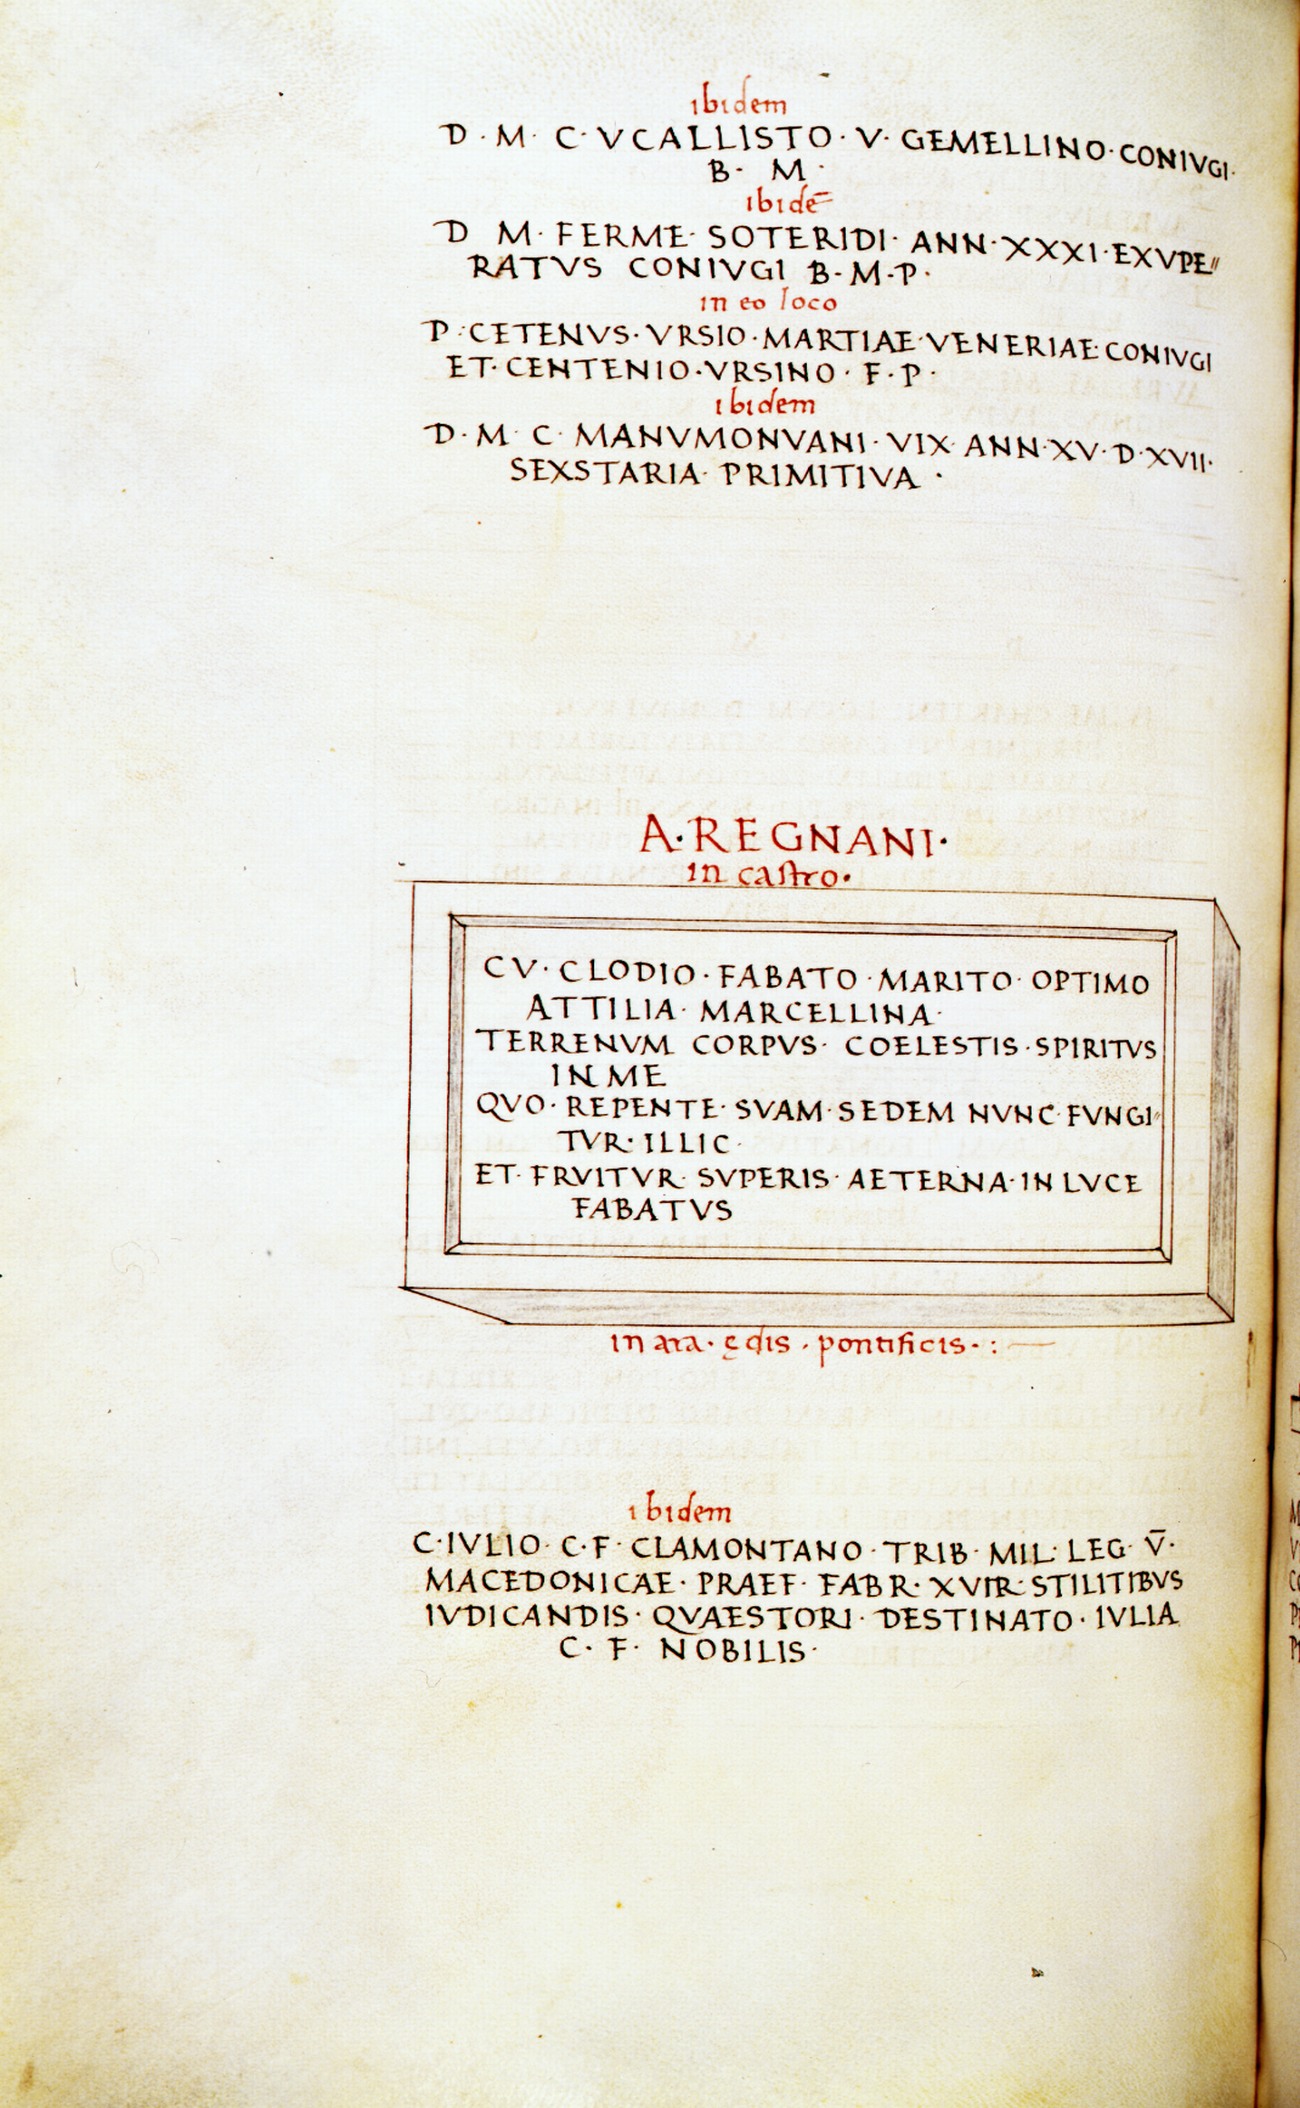 ibidem
D · M · C · VCALLISTO · V · GEMELLINO · CONIVGI ·
B · M ·
ibidē
D M · FERME · SOTERIDI · ANN · XXXI · EXVPE//
RATVS CONIVGI B · M · P ·
in eo loco
P · CETENVS · VRSIO · MARTIAE · VENERIAE · CONIVGI
ET · CENTENIO · VRSINO · F · P ·
ibidem
D · M · C · MANVMONVANI · VIX · ANN · XV · D · XVII ·
SEXSTARIA · PRIMITIVA ·
A · REGNANI ·
in castro ·
CV · CLODIO · FABATO · MARITO · OPTIMO
ATTILIA · MARCELLINA ·
TERRENVM CORPVS · COELESTIS · SPIRITVS
IN ME
QVO · REPENTE · SVAM · SEDEM NVNC · FVNGI//
TVR · ILLIC ·
ET · FRVITVR · SVPERIS · AETERNA · IN LVCE
FABATVS
in ara · ędis · pontificis · : —
ibidem
C · IVLIO · C · F · CLAMONTANO · TRIB · MIL · LEG · V̄ ·
MACEDONICAE · PRAEF · FABR · XVIR · STILITIBVS
IVDICANDIS · QVAESTORI · DESTINATO · IVLIA
C · F · NOBILIS ·